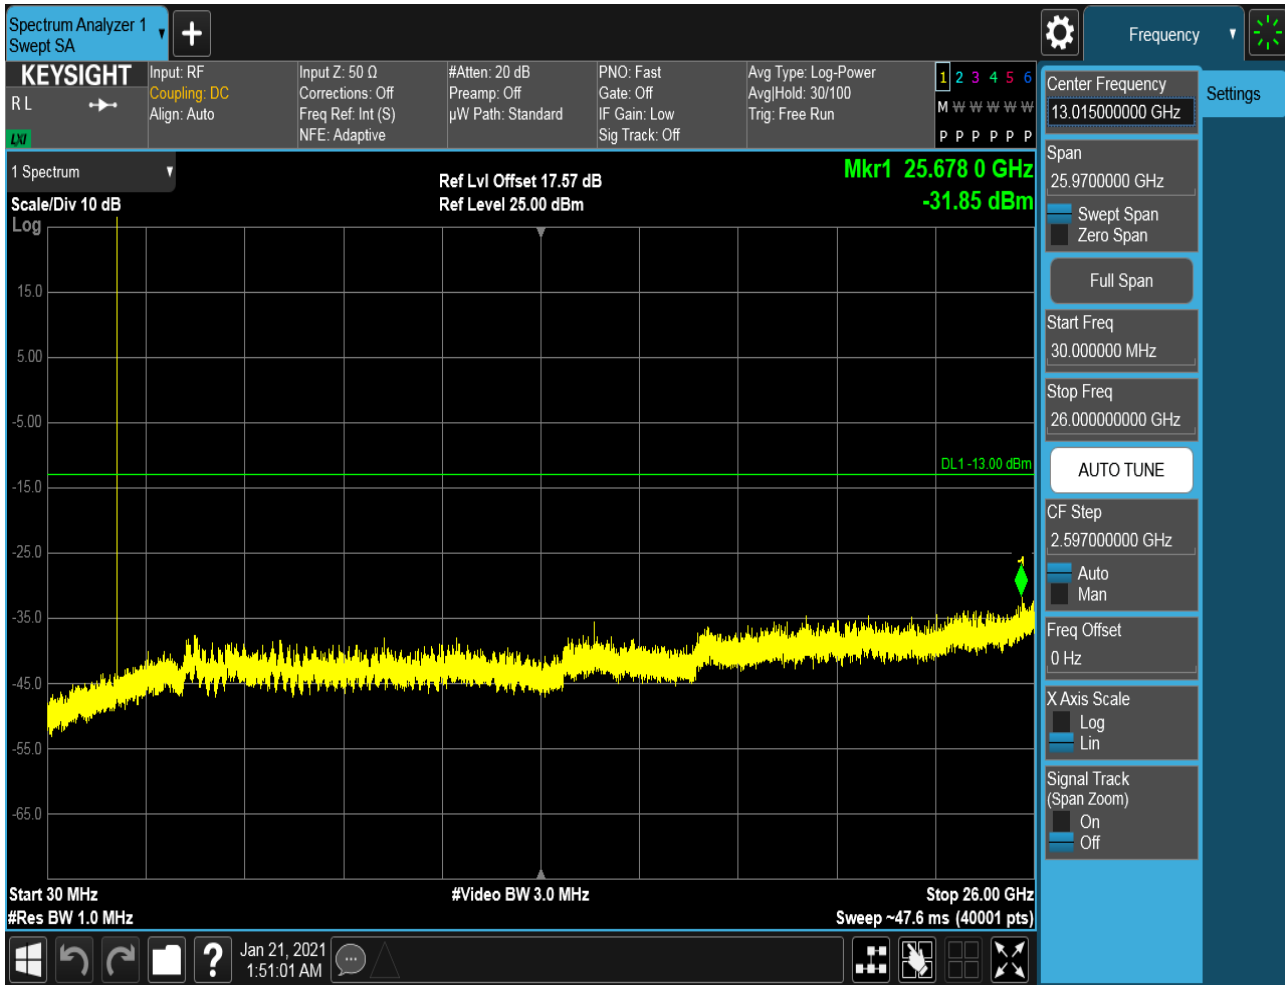 Spectrum Analyzer 1
Swept SA
Frequency
KEYSIGHT
R L
LXI
Input: RF
Coupling: DC
Align: Auto
Input Z: 50 Ω
Corrections: Off
Freq Ref: Int (S)
NFE: Adaptive
#Atten: 20 dB
Preamp: Off
µW Path: Standard
PNO: Fast
Gate: Off
IF Gain: Low
Sig Track: Off
Avg Type: Log-Power
Avg|Hold: 30/100
Trig: Free Run
1 2 3 4 5 6
M W W W W W
P P P P P P
1 Spectrum
Scale/Div 10 dB
Log
Ref Lvl Offset 17.57 dB
Ref Level 25.00 dBm
Mkr1 25.678 0 GHz
-31.85 dBm
15.0
5.00
-5.00
DL1 -13.00 dBm
-15.0
-25.0
1
-35.0
-45.0
-55.0
-65.0
Start 30 MHz
#Res BW 1.0 MHz
#Video BW 3.0 MHz
Stop 26.00 GHz
Sweep ~47.6 ms (40001 pts)
Center Frequency
13.015000000 GHz
Settings
Span
25.9700000 GHz
Swept Span
Zero Span
Full Span
Start Freq
30.000000 MHz
Stop Freq
26.000000000 GHz
AUTO TUNE
CF Step
2.597000000 GHz
Auto
Man
Freq Offset
0 Hz
X Axis Scale
Log
Lin
Signal Track
(Span Zoom)
On
Off
?
Jan 21, 2021
1:51:01 AM